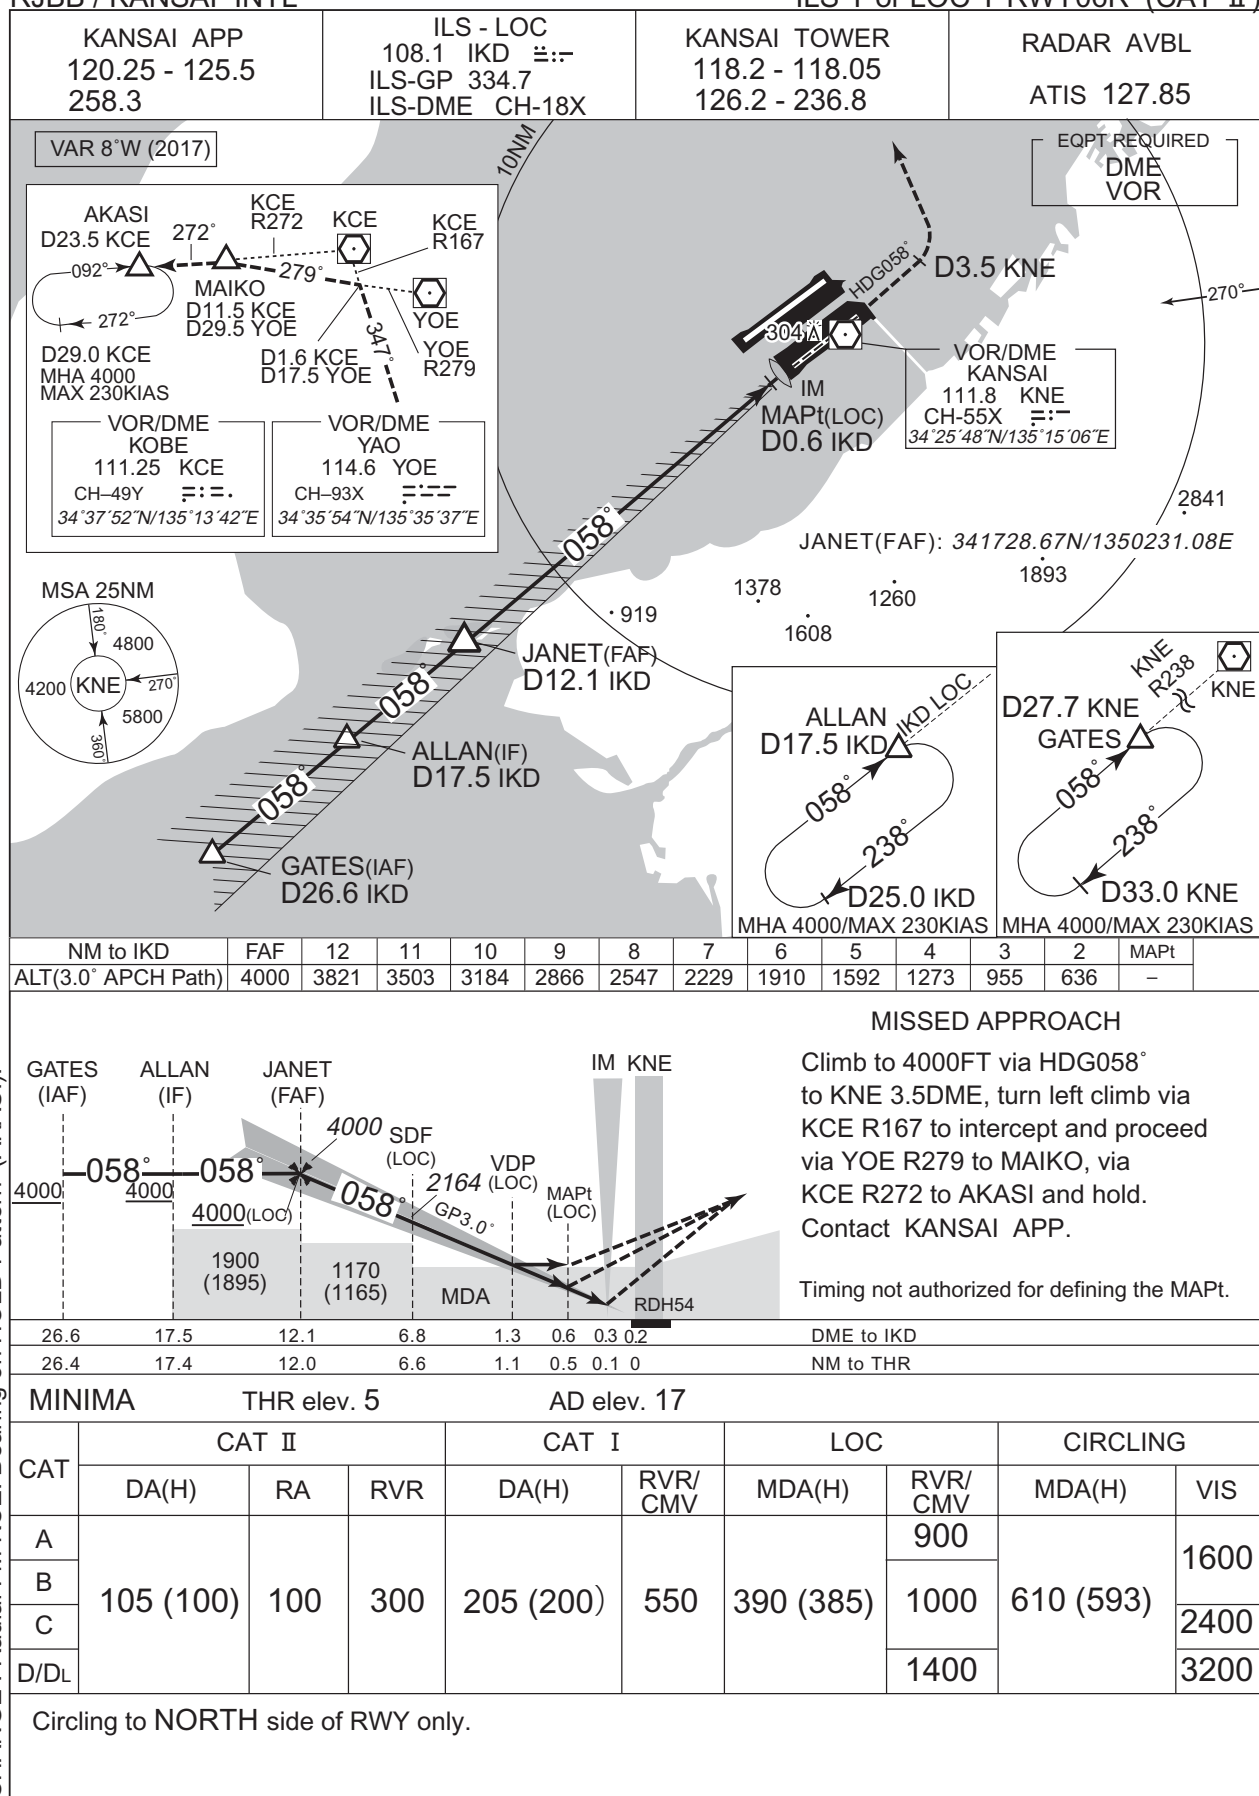 RJBB / KANSAI INTL
ILS Y or LOC Y RWY06R (CAT Ⅱ)
KANSAI APP
120.25 - 125.5
258.3
ILS - LOC
108.1 IKD
ILS-GP 334.7
ILS-DME CH-18X
KANSAI TOWER
118.2 - 118.05
126.2 - 236.8
RADAR AVBL
ATIS 127.85
VAR 8°W (2017)
10NM
EQPT REQUIRED
DME
VOR
AKASI
D23.5 KCE
272°
KCE
R272
KCE
KCE
R167
092°
272°
MAIKO
D11.5 KCE
D29.5 YOE
279°
YOE
D29.0 KCE
MHA 4000
MAX 230KIAS
D1.6 KCE
D17.5 YOE
347°
YOE
R279
VOR/DME
KOBE
111.25 KCE
CH–49Y
34°37´52˝N/135°13´42˝E
VOR/DME
YAO
114.6 YOE
CH–93X
34°35´54˝N/135°35´37˝E
HDG058°
D3.5 KNE
270°
304
IM
MAPt(LOC)
D0.6 IKD
VOR/DME
KANSAI
111.8 KNE
CH-55X
34°25´48˝N/135°15´06˝E
2841
JANET(FAF): 341728.67N/1350231.08E
1893
1378
1260
919
1608
058°
MSA 25NM
180°
4800
4200
KNE
270°
5800
360°
JANET(FAF)
D12.1 IKD
058°
ALLAN(IF)
D17.5 IKD
058°
GATES(IAF)
D26.6 IKD
ALLAN
D17.5 IKD
IKD LOC
058°
238°
D25.0 IKD
MHA 4000/MAX 230KIAS
KNE
R238
KNE
D27.7 KNE
GATES
058°
238°
D33.0 KNE
MHA 4000/MAX 230KIAS
NM to IKD FAF 12 11 10 9 8 7 6 5 4 3 2 MAPt
ALT(3.0° APCH Path) 4000 3821 3503 3184 2866 2547 2229 1910 1592 1273 955 636 –
GATES
(IAF)
ALLAN
(IF)
JANET
(FAF)
4000
SDF
(LOC)
2164
VDP
(LOC)
MAPt
(LOC)
IM KNE
058° 058° 058°
GP3.0°
4000
4000
4000(LOC)
1900
(1895)
1170
(1165)
MDA
RDH54
MISSED APPROACH
Climb to 4000FT via HDG058°
to KNE 3.5DME, turn left climb via
KCE R167 to intercept and proceed
via YOE R279 to MAIKO, via
KCE R272 to AKASI and hold.
Contact KANSAI APP.
Timing not authorized for defining the MAPt.
26.6 17.5 12.1 6.8 1.3 0.6 0.3 0.2 DME to IKD
26.4 17.4 12.0 6.6 1.1 0.5 0.1 0 NM to THR
MINIMA THR elev. 5 AD elev. 17
CAT CAT Ⅱ CAT Ⅰ LOC CIRCLING
DA(H) RA RVR DA(H) RVR/CMV MDA(H) RVR/CMV MDA(H) VIS
A 900
B 105 (100) 100 300 205 (200) 550 390 (385) 1000 610 (593) 1600
C 2400
D/DL 1400 3200
Circling to NORTH side of RWY only.